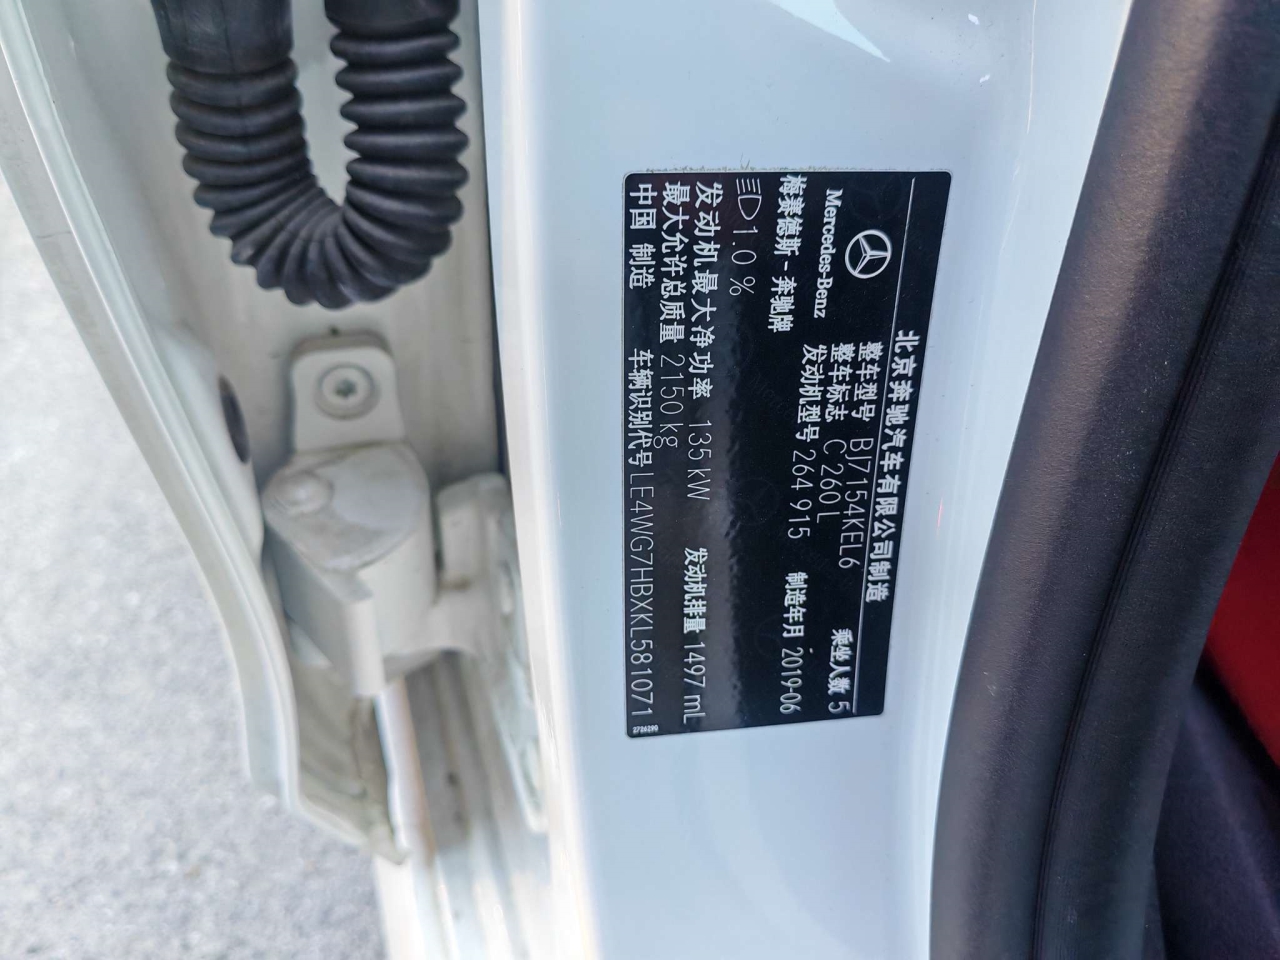 北京奔驰汽车有限公司制造
Mercedes-Benz
整车型号 BJ7154KEL6
整车标志 C 260 L 乘坐人数 5
梅赛德斯-奔驰牌 发动机型号 264 915 制造年月 2019-06
1.0 %
发动机最大净功率 135 kW 发动机排量 1497 mL
最大允许总质量 2150 kg
中国 制造 车辆识别代号 LE4WG7HBXKL581071
2726290